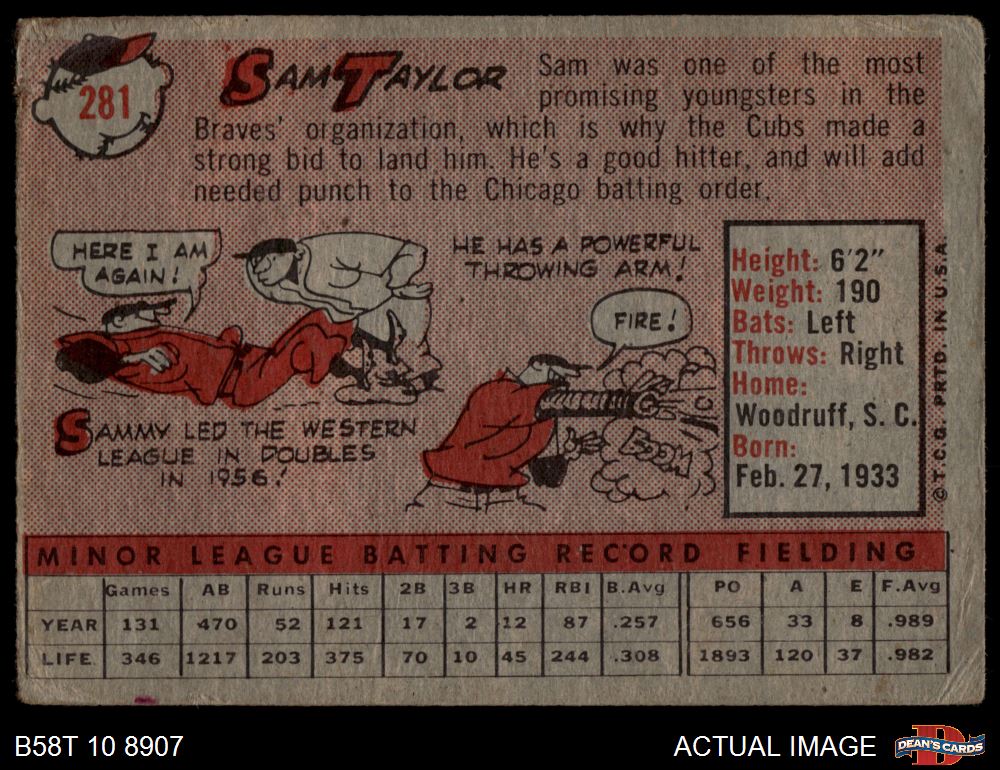 281
SAM TAYLOR
Sam was one of the most
promising youngsters in the
Braves' organization, which is why the Cubs made a
strong bid to land him. He's a good hitter, and will add
needed punch to the Chicago batting order.
HERE I AM
AGAIN!
SAMMY LED THE WESTERN
LEAGUE IN DOUBLES
IN 1956!
HE HAS A POWERFUL
THROWING ARM!
FIRE!
BOOM
Height: 6'2"
Weight: 190
Bats: Left
Throws: Right
Home:
Woodruff, S. C.
Born:
Feb. 27, 1933
© T.C.G. PRTD. IN U.S.A.
MINOR LEAGUE BATTING RECORD FIELDING
Games AB Runs Hits 2B 3B HR RBI B.Avg PO A E F.Avg
YEAR 131 470 52 121 17 2 12 87 .257 656 33 8 .989
LIFE 346 1217 203 375 70 10 45 244 .308 1893 120 37 .982
B58T 10 8907
ACTUAL IMAGE
D
DEAN'S CARDS